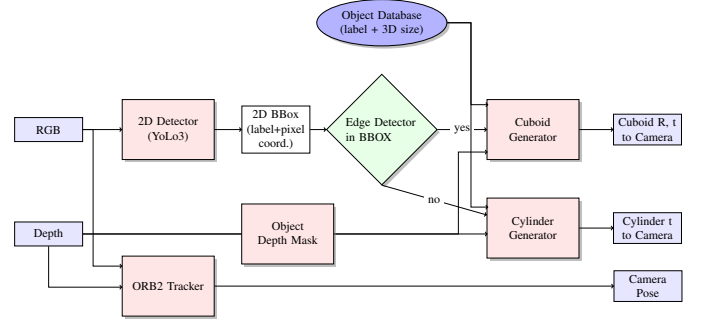 Object Database
(label + 3D size)
RGB
2D Detector
(YoLo3)
2D BBox
(label+pixel
coord.)
Edge Detector
in BBOX
yes
Cuboid
Generator
Cuboid R, t
to Camera
no
Depth
Object
Depth Mask
Cylinder
Generator
Cylinder t
to Camera
ORB2 Tracker
Camera
Pose